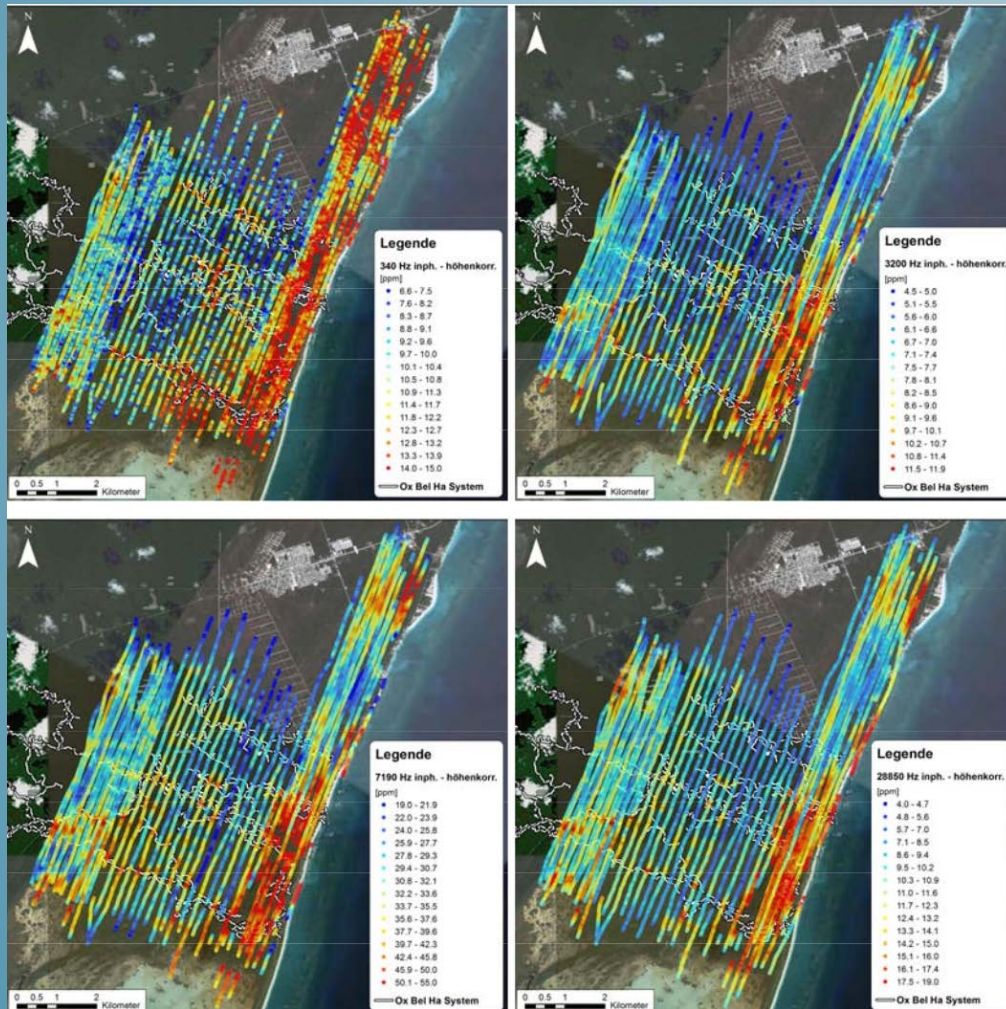 N
Legende
340 Hz inph. - höhenkorr.
[ppm]
6.6 - 7.5
7.6 - 8.2
8.3 - 8.7
8.8 - 9.1
9.2 - 9.6
9.7 - 10.0
10.1 - 10.4
10.5 - 10.8
10.9 - 11.3
11.4 - 11.7
11.8 - 12.2
12.3 - 12.7
12.8 - 13.2
13.3 - 13.9
14.0 - 15.0
Ox Bel Ha System
0 0.5 1 2
Kilometer
N
Legende
3200 Hz inph. - höhenkorr.
[ppm]
4.5 - 5.0
5.1 - 5.5
5.6 - 6.0
6.1 - 6.6
6.7 - 7.0
7.1 - 7.4
7.5 - 7.7
7.8 - 8.1
8.2 - 8.5
8.6 - 9.0
9.1 - 9.6
9.7 - 10.1
10.2 - 10.7
10.8 - 11.4
11.5 - 11.9
Ox Bel Ha System
0 0.5 1 2
Kilometer
N
Legende
7190 Hz inph. - höhenkorr.
[ppm]
19.0 - 21.9
22.0 - 23.9
24.0 - 25.8
25.9 - 27.7
27.8 - 29.3
29.4 - 30.7
30.8 - 32.1
32.2 - 33.6
33.7 - 35.5
35.6 - 37.6
37.7 - 39.6
39.7 - 42.3
42.4 - 45.8
45.9 - 50.0
50.1 - 55.0
Ox Bel Ha System
0 0.5 1 2
Kilometer
N
Legende
28850 Hz inph. - höhenkorr.
[ppm]
4.0 - 4.7
4.8 - 5.6
5.7 - 7.0
7.1 - 8.5
8.6 - 9.4
9.5 - 10.2
10.3 - 10.9
11.0 - 11.6
11.7 - 12.3
12.4 - 13.2
13.3 - 14.1
14.2 - 15.0
15.1 - 16.0
16.1 - 17.4
17.5 - 19.0
Ox Bel Ha System
0 0.5 1 2
Kilometer